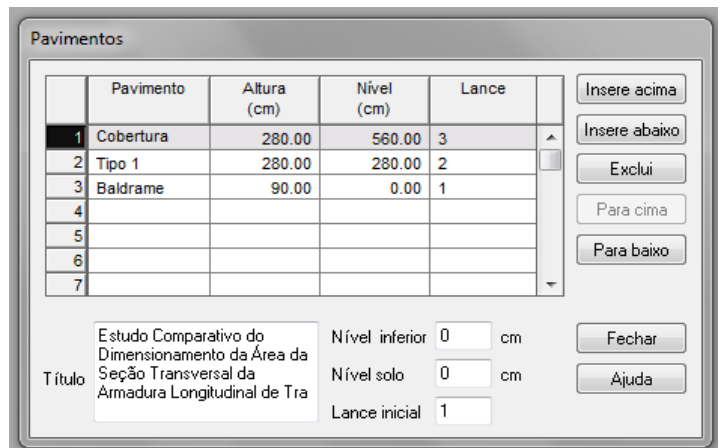 Pavimentos
Pavimento Altura (cm) Nível (cm) Lance
1 Cobertura 280.00 560.00 3
2 Tipo 1 280.00 280.00 2
3 Baldrame 90.00 0.00 1
4
5
6
7
Insere acima
Insere abaixo
Exclui
Para cima
Para baixo
Título
Estudo Comparativo do
Dimensionamento da Área da
Seção Transversal da
Armadura Longitudinal de Tra
Nível inferior 0 cm
Nível solo 0 cm
Lance inicial 1
Fechar
Ajuda